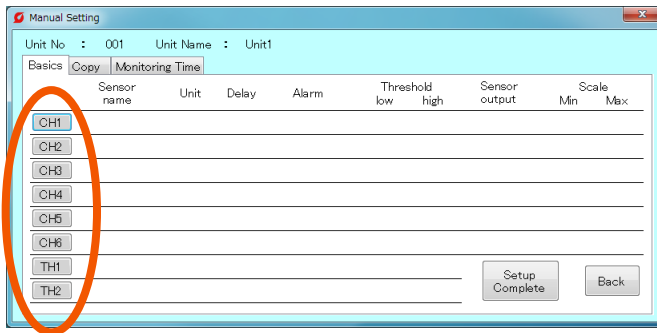 Manual Setting
Unit No : 001 Unit Name : Unit1
Basics Copy Monitoring Time
Sensor name Unit Delay Alarm Threshold low high Sensor output Scale Min Max
CH1
CH2
CH3
CH4
CH5
CH6
TH1
TH2
Setup Complete
Back